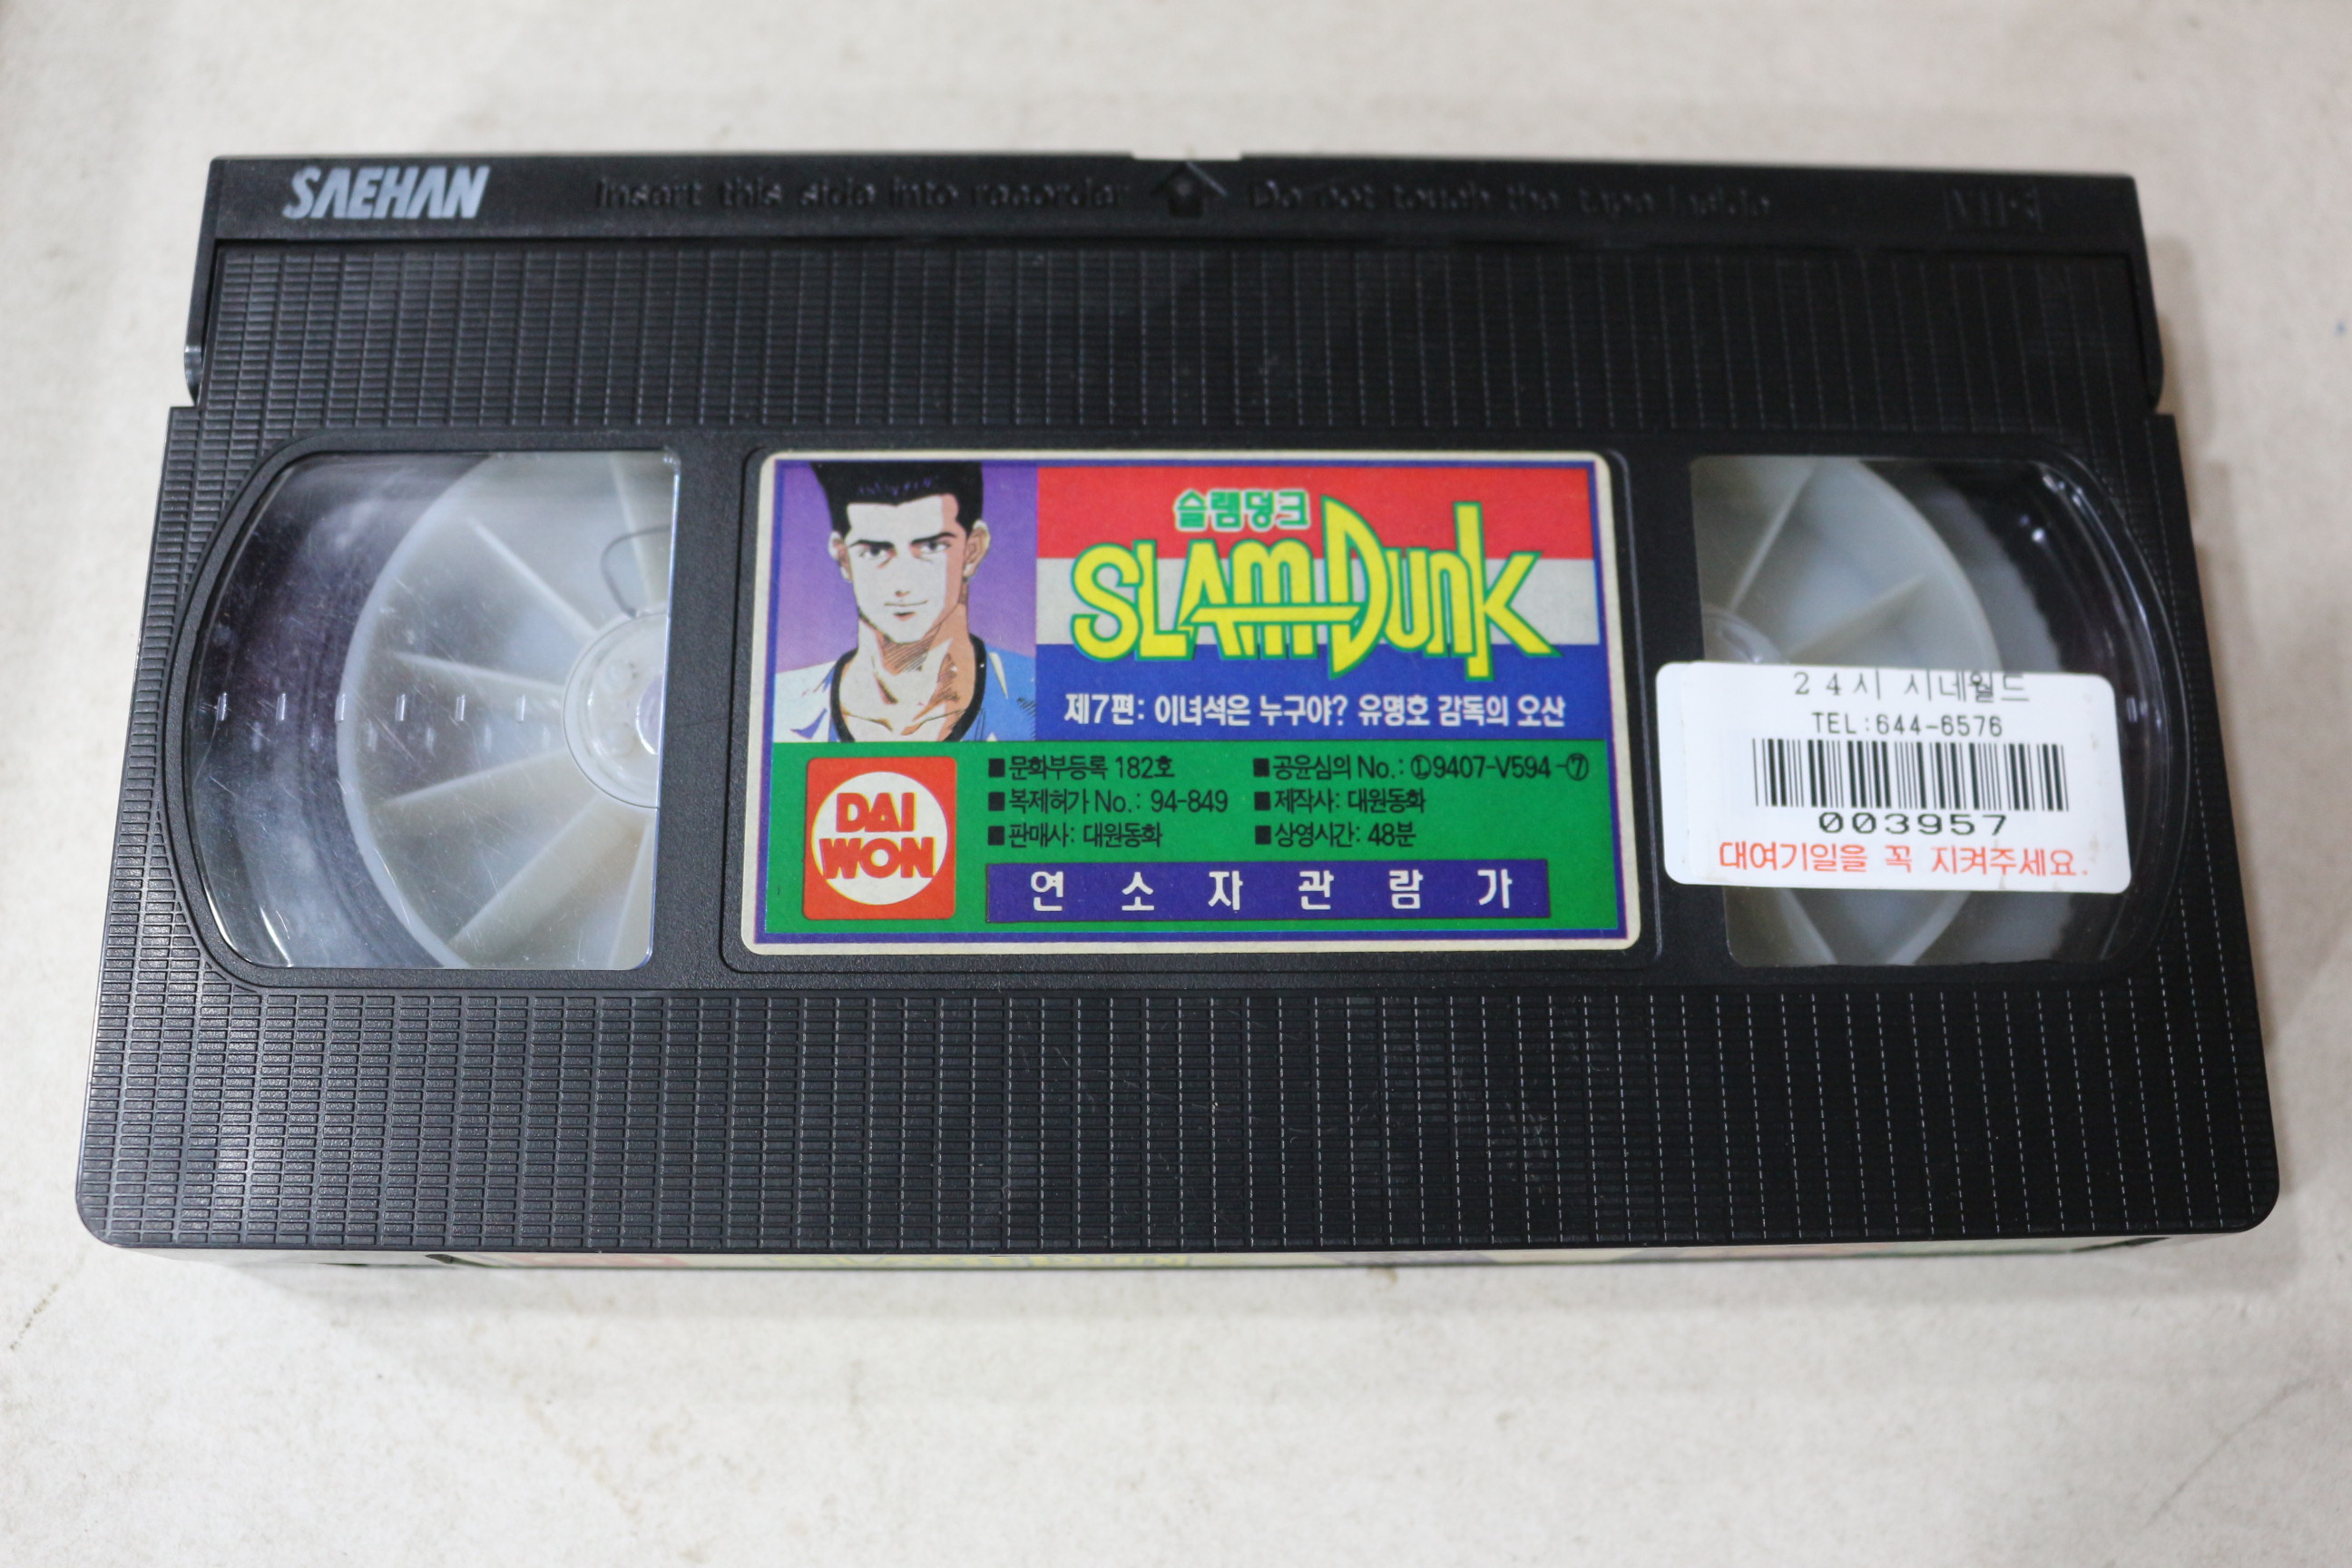 SAEHAN
Insert this side into recorder
Do not touch the tape inside
VHS
슬램덩크
SLAM DUNK
제7편: 이녀석은 누구야? 유명호 감독의 오산
DAI
WON
■문화부등록 182호
■공윤심의 No.: ①9407-V594-⑦
■복제허가 No.: 94-849
■제작사: 대원동화
■판매사: 대원동화
■상영시간: 48분
연소자관람가
24시 시네월드
TEL:644-6576
003957
대여기일을 꼭 지켜주세요.